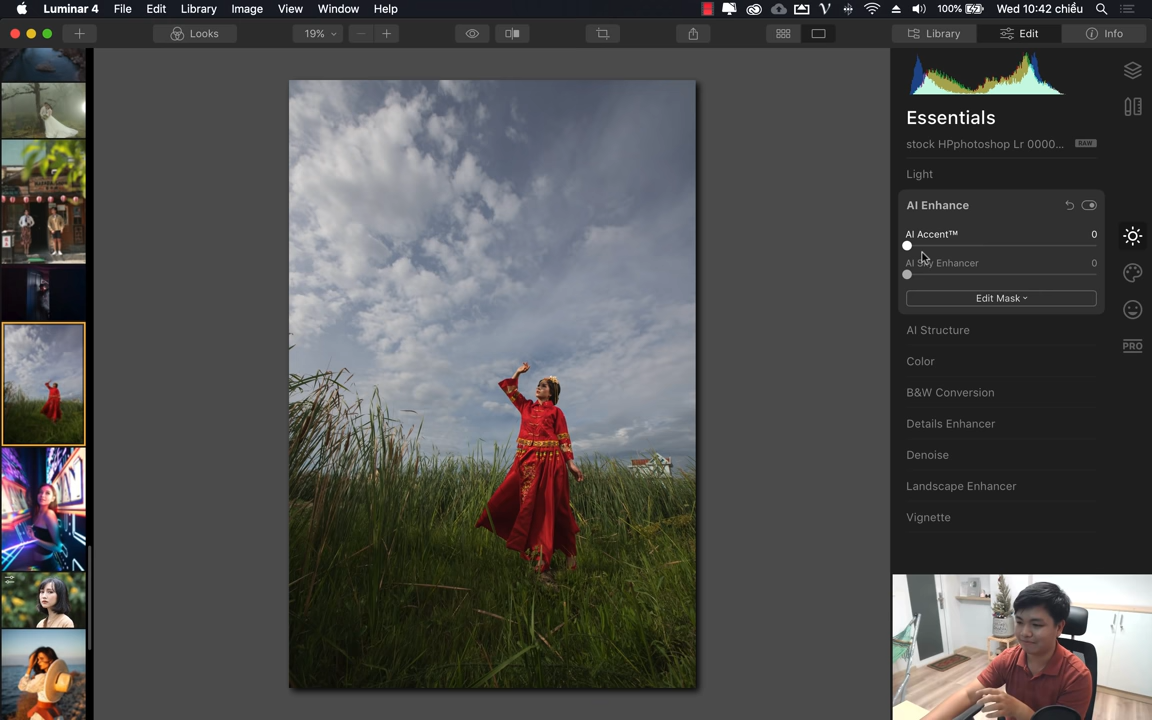 Luminar 4 File Edit Library Image View Window Help 100% Wed 10:42 chiều
Looks 19% Library Edit Info
Essentials
stock HPphotoshop Lr 0000... RAW
Light
AI Enhance
AI Accent™ 0
AI Sky Enhancer 0
Edit Mask
AI Structure
Color
PRO
B&W Conversion
Details Enhancer
Denoise
Landscape Enhancer
Vignette